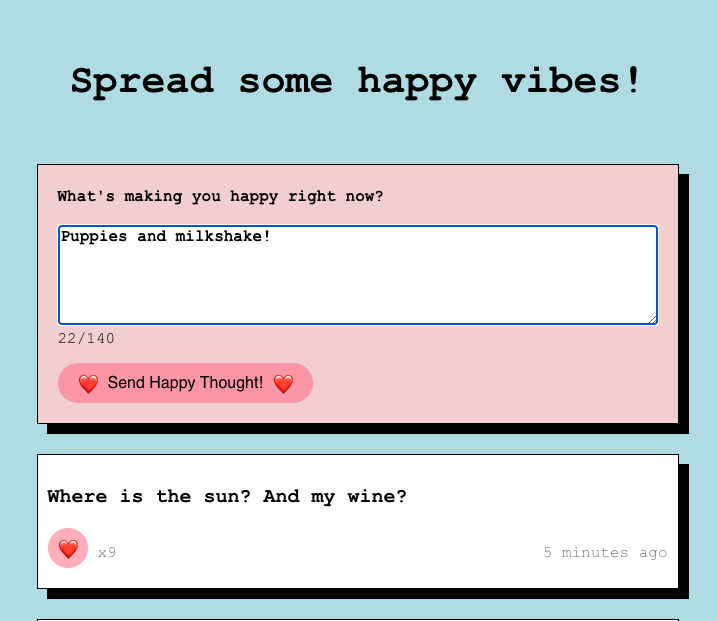 Spread some happy vibes!
What's making you happy right now?
Puppies and milkshake!
22/140
❤️ Send Happy Thought! ❤️
Where is the sun? And my wine?
❤️ x9 5 minutes ago